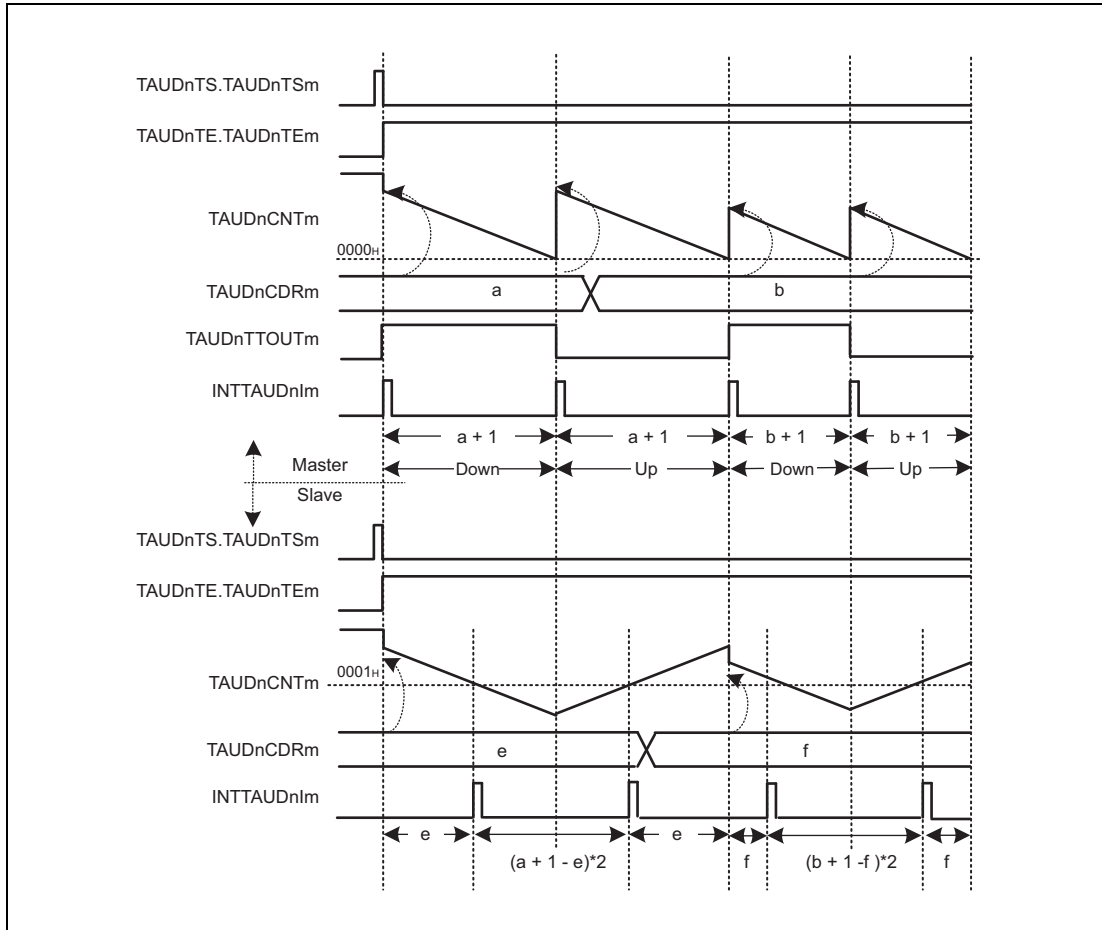 TAUDnTS.TAUDnTSm
TAUDnTE.TAUDnTEm
TAUDnCNTm
0000H
TAUDnCDRm
a
b
TAUDnTTOUTm
INTTAUDnIm
a + 1
a + 1
b + 1
b + 1
Master
Down
Up
Down
Up
Slave
TAUDnTS.TAUDnTSm
TAUDnTE.TAUDnTEm
0001H
TAUDnCNTm
TAUDnCDRm
e
f
INTTAUDnIm
e
e
f
f
(a + 1 - e)*2
(b + 1 -f )*2